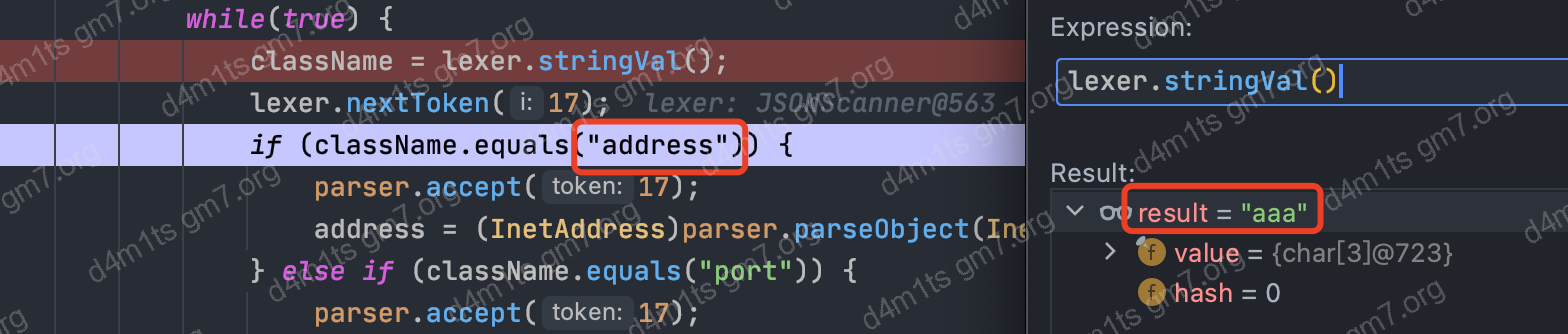 while(true) {
className = lexer.stringVal();
lexer.nextToken( i: 17); lexer: JSONScanner@563
if (className.equals("address")) {
parser.accept( token: 17);
address = (InetAddress)parser.parseObject(Ine
} else if (className.equals("port")) {
parser.accept( token: 17);
Expression:
lexer.stringVal()
Result:
result = "aaa"
f value = {char[3]@723}
f hash = 0
d4m1ts gm7.org